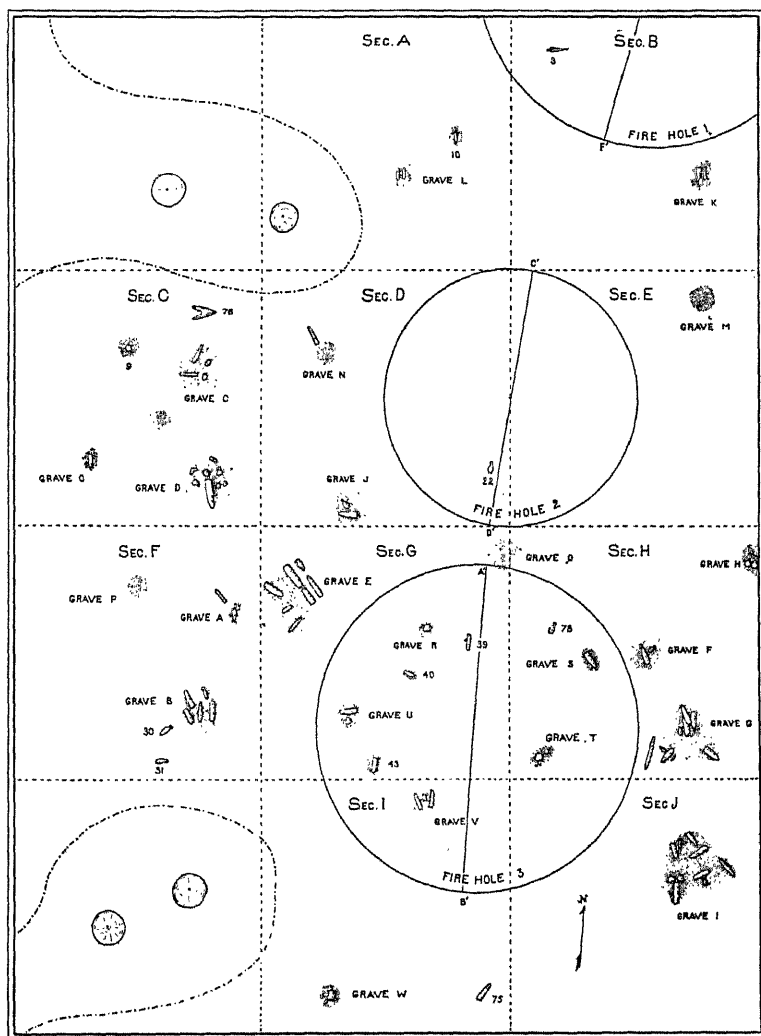 SEC. A
SEC. B
3
FIRE HOLE 1
F'
10
GRAVE L
GRAVE K
C'
SEC. C
SEC. D
SEC. E
76
GRAVE M
9
GRAVE N
GRAVE C
GRAVE O
GRAVE D
GRAVE J
22
FIRE HOLE 2
D'
SEC. F
SEC. G
SEC. H
GRAVE Q
GRAVE H
GRAVE P
GRAVE E
A'
GRAVE A
GRAVE R
39
78
GRAVE S
GRAVE F
40
GRAVE B
30
GRAVE U
GRAVE T
GRAVE G
31
43
SEC. I
SEC J
GRAVE V
FIRE HOLE 3
B'
N
GRAVE I
GRAVE W
75